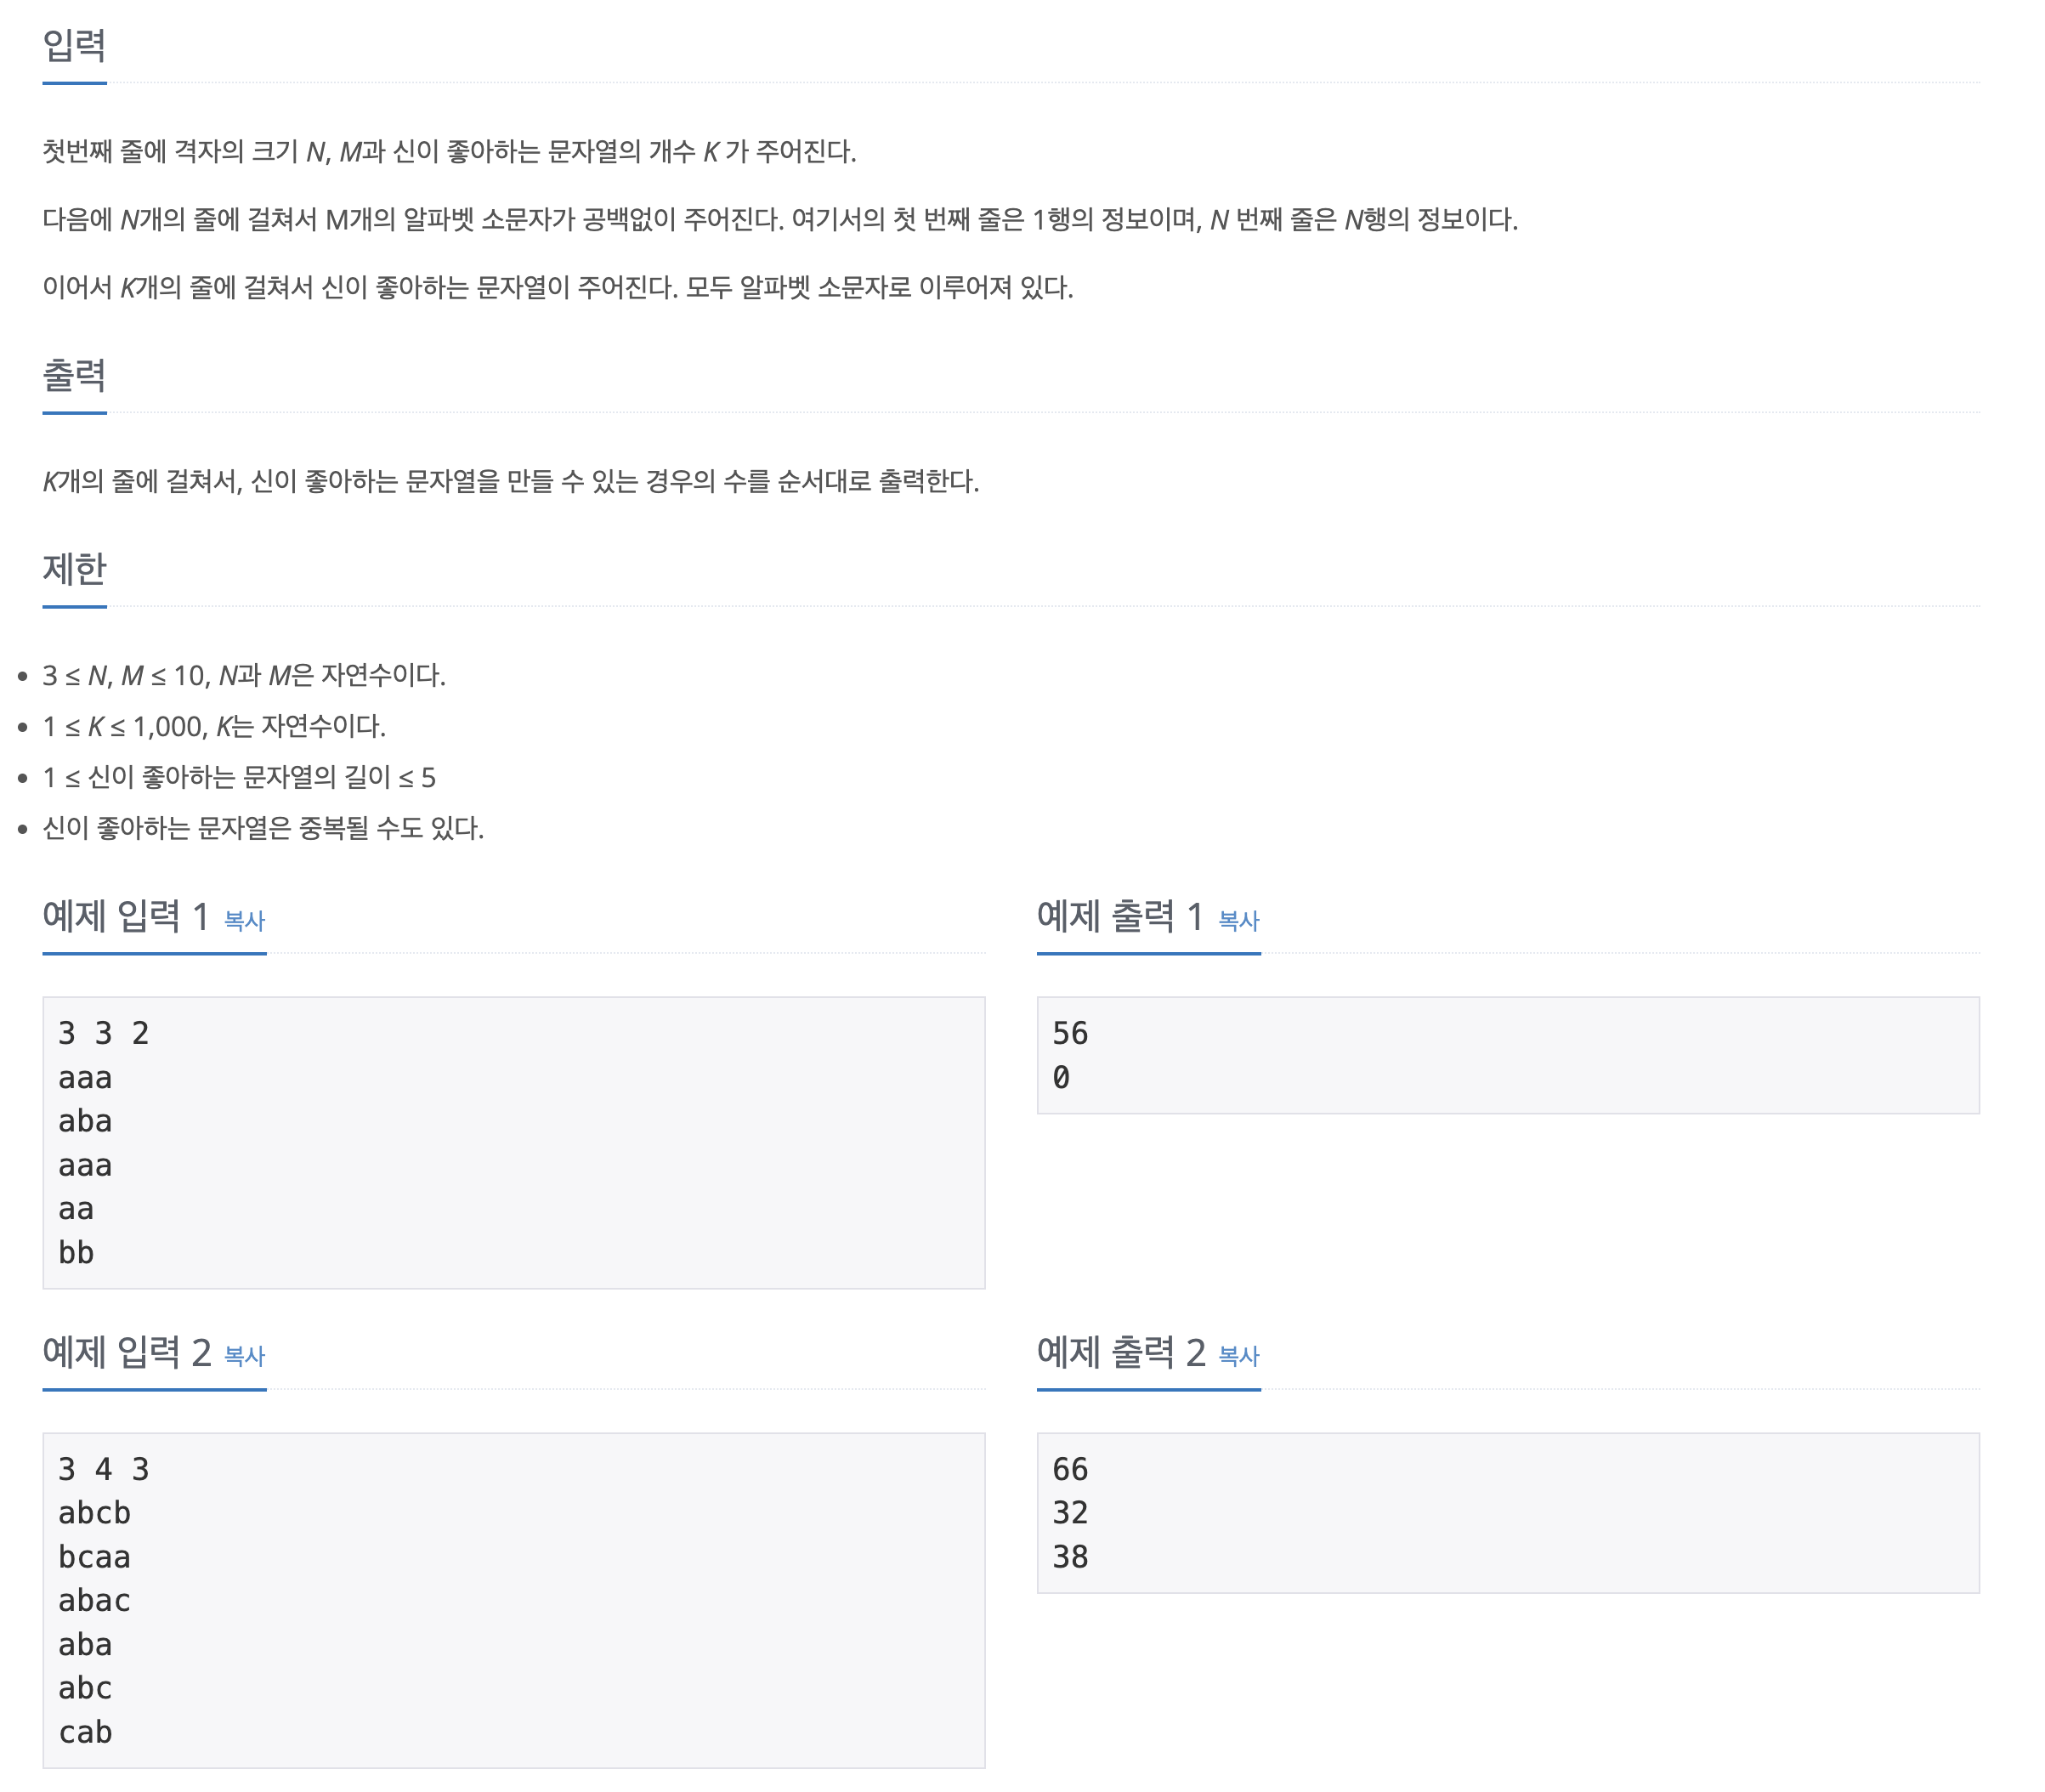 입력
첫번째 줄에 격자의 크기 N, M과 신이 좋아하는 문자열의 개수 K 가 주어진다.
다음에 N개의 줄에 걸쳐서 M개의 알파벳 소문자가 공백없이 주어진다. 여기서의 첫 번째 줄은 1행의 정보이며, N 번째 줄은 N행의 정보이다.
이어서 K개의 줄에 걸쳐서 신이 좋아하는 문자열이 주어진다. 모두 알파벳 소문자로 이루어져 있다.
출력
K개의 줄에 걸쳐서, 신이 좋아하는 문자열을 만들 수 있는 경우의 수를 순서대로 출력한다.
제한
• 3 ≤ N, M ≤ 10, N과 M은 자연수이다.
• 1 ≤ K ≤ 1,000, K는 자연수이다.
• 1 ≤ 신이 좋아하는 문자열의 길이 ≤ 5
• 신이 좋아하는 문자열은 중복될 수도 있다.
예제 입력 1 복사
3 3 2
aaa
aba
aaa
aa
bb
예제 출력 1 복사
56
0
예제 입력 2 복사
3 4 3
abcb
bcaa
abac
aba
abc
cab
예제 출력 2 복사
66
32
38